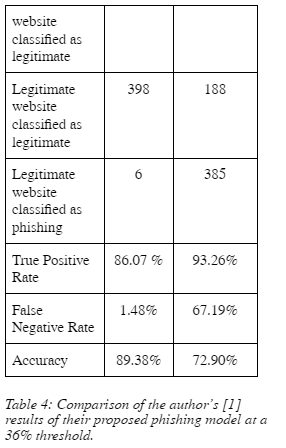 website
classified as
legitimate
Legitimate 398 188
website
classified as
legitimate
Legitimate 6 385
website
classified as
phishing
True Positive 86.07 % 93.26%
Rate
False 1.48% 67.19%
Negative Rate
Accuracy 89.38% 72.90%
Table 4: Comparison of the author's [1]
results of their proposed phishing model at a
36% threshold.